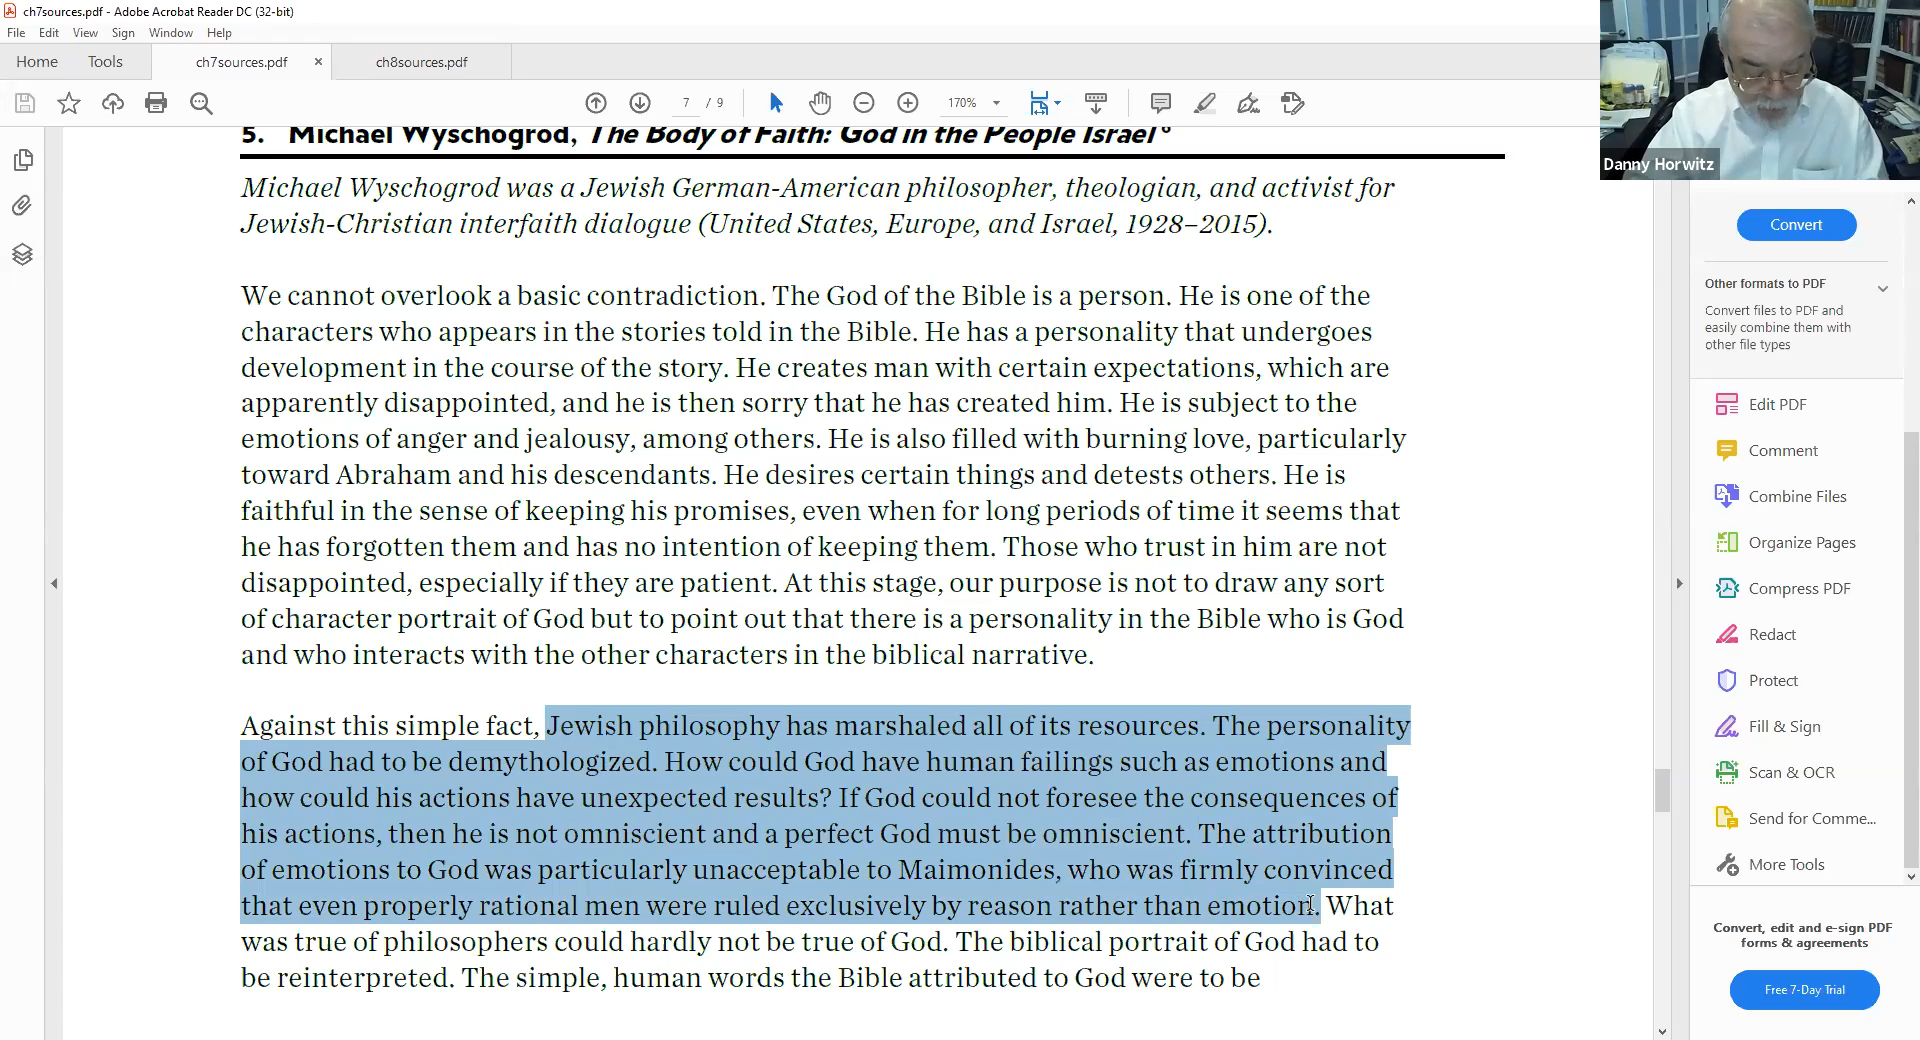 ch7sources.pdf - Adobe Acrobat Reader DC (32-bit)
File Edit View Sign Window Help
Home Tools ch7sources.pdf × ch8sources.pdf
7 / 9 170%
Danny Horwitz
5. Michael Wyschogrod, The Body of Faith: God in the People Israel
Michael Wyschogrod was a Jewish German-American philosopher, theologian, and activist for
Jewish-Christian interfaith dialogue (United States, Europe, and Israel, 1928–2015).
We cannot overlook a basic contradiction. The God of the Bible is a person. He is one of the
characters who appears in the stories told in the Bible. He has a personality that undergoes
development in the course of the story. He creates man with certain expectations, which are
apparently disappointed, and he is then sorry that he has created him. He is subject to the
emotions of anger and jealousy, among others. He is also filled with burning love, particularly
toward Abraham and his descendants. He desires certain things and detests others. He is
faithful in the sense of keeping his promises, even when for long periods of time it seems that
he has forgotten them and has no intention of keeping them. Those who trust in him are not
disappointed, especially if they are patient. At this stage, our purpose is not to draw any sort
of character portrait of God but to point out that there is a personality in the Bible who is God
and who interacts with the other characters in the biblical narrative.
Against this simple fact, Jewish philosophy has marshaled all of its resources. The personality
of God had to be demythologized. How could God have human failings such as emotions and
how could his actions have unexpected results? If God could not foresee the consequences of
his actions, then he is not omniscient and a perfect God must be omniscient. The attribution
of emotions to God was particularly unacceptable to Maimonides, who was firmly convinced
that even properly rational men were ruled exclusively by reason rather than emotion. What
was true of philosophers could hardly not be true of God. The biblical portrait of God had to
be reinterpreted. The simple, human words the Bible attributed to God were to be
Convert
Other formats to PDF
Convert files to PDF and
easily combine them with
other file types
Edit PDF
Comment
Combine Files
Organize Pages
Compress PDF
Redact
Protect
Fill & Sign
Scan & OCR
Send for Comme...
More Tools
Convert, edit and e-sign PDF
forms & agreements
Free 7-Day Trial